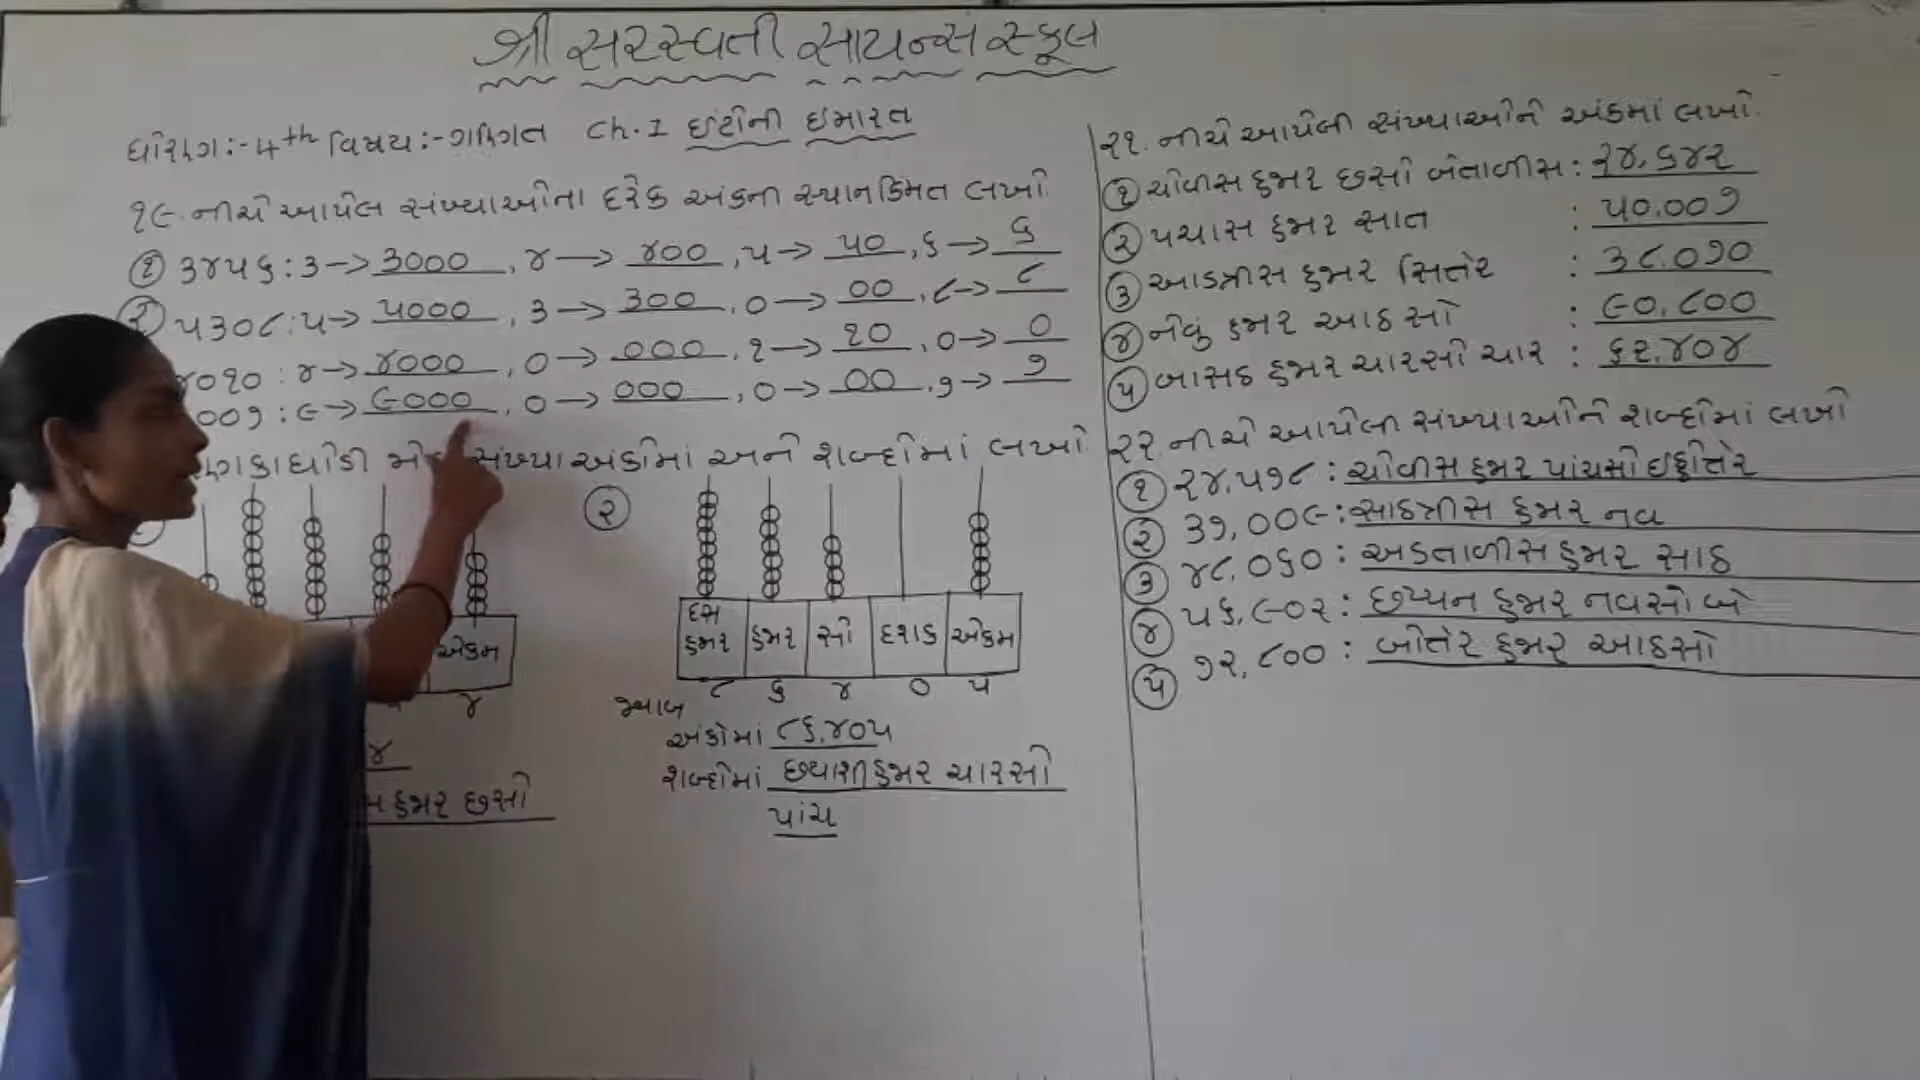 શ્રી સરસ્વતી સાયન્સ સ્કૂલ
ધોરણ:- 4th વિષય:- ગણિત Ch. 1 ઈંટોની ઇમારત
૧૯. નીચે આપેલ સંખ્યાઓના દરેક અંકની સ્થાનકિંમત લખો.
① ૩૪૫૬ : ૩ → ૩૦૦૦, ૪ → ૪૦૦, ૫ → ૫૦, ૬ → ૬
② ૫૩૦૮ : ૫ → ૫૦૦૦, ૩ → ૩૦૦, ૦ → ૦૦, ૮ → ૮
૪૦૧૦ : ૪ → ૪૦૦૦, ૦ → ૦૦૦, ૧ → ૧૦, ૦ → ૦
૦૦૭ : ૯ → ૯૦૦૦, ૦ → ૦૦૦, ૦ → ૦૦, ૭ → ૭
સંખ્યા અંકોમાં અને શબ્દોમાં લખો
એકમ
૪
૪
હજાર છસો
②
દસ હજાર હજાર સો દશક એકમ
૮ ૬ ૪ ૦ ૫
જવાબ
અંકોમાં ૮૬,૪૦૫
શબ્દોમાં છયાશી હજાર ચારસો
પાંચ
૨૧. નીચે આપેલી સંખ્યાઓને અંકમાં લખો.
① ચોવીસ હજાર છસો બેતાળીસ : ૨૪,૬૪૨
② પચાસ હજાર સાત : ૫૦,૦૦૭
③ આડત્રીસ હજાર સિત્તેર : ૩૮,૦૭૦
④ નેવું હજાર આઠસો : ૯૦,૮૦૦
⑤ બાસઠ હજાર ચારસો ચાર : ૬૨,૪૦૪
૨૨. નીચે આપેલી સંખ્યાઓને શબ્દોમાં લખો
① ૨૪,૫૭૮ : ચોવીસ હજાર પાંચસો ઇઠ્ઠોતેર
② ૩૭,૦૦૯ : સાડત્રીસ હજાર નવ
③ ૪૮,૦૬૦ : અડતાળીસ હજાર સાઠ
④ ૫૬,૯૦૨ : છપ્પન હજાર નવસો બે
⑤ ૭૨,૮૦૦ : બોતેર હજાર આઠસો